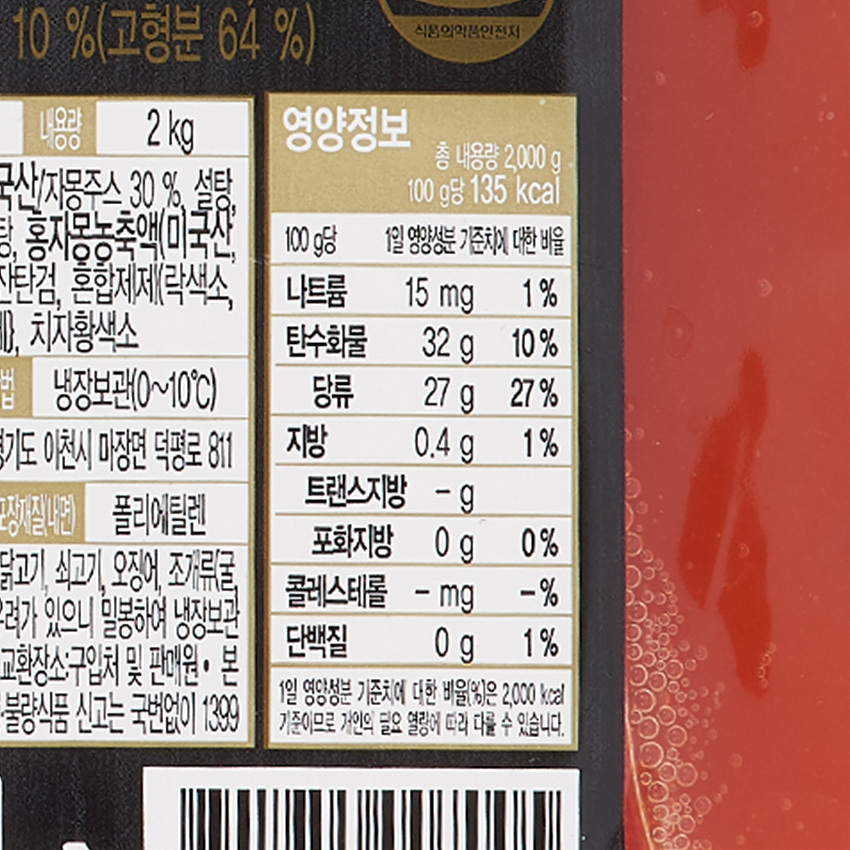 10 %(고형분 64 %)
식품의약품안전처
내용량 2 kg
국산/자몽주스 30 %, 설탕,
탕, 홍자몽농축액(미국산,
잔탄검, 혼합제제(락색소,
제), 치자황색소
법 냉장보관(0~10℃)
경기도 이천시 마장면 덕평로 811
포장재질(내면) 폴리에틸렌
닭고기, 쇠고기, 오징어, 조개류(굴,
우려가 있으니 밀봉하여 냉장보관
교환장소:구입처 및 판매원• 본
불량식품 신고는 국번없이 1399
영양정보
총 내용량 2,000 g
100 g당 135 kcal
100 g당 1일 영양성분 기준치에 대한 비율
나트륨 15 mg 1 %
탄수화물 32 g 10 %
당류 27 g 27 %
지방 0.4 g 1 %
트랜스지방 - g
포화지방 0 g 0 %
콜레스테롤 - mg - %
단백질 0 g 1 %
1일 영양성분 기준치에 대한 비율(%)은 2,000 kcal
기준이므로 개인의 필요 열량에 따라 다를 수 있습니다.